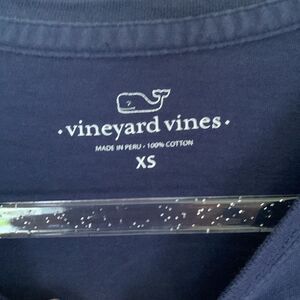 · vineyard vines ·
MADE IN PERU · 100% COTTON
XS